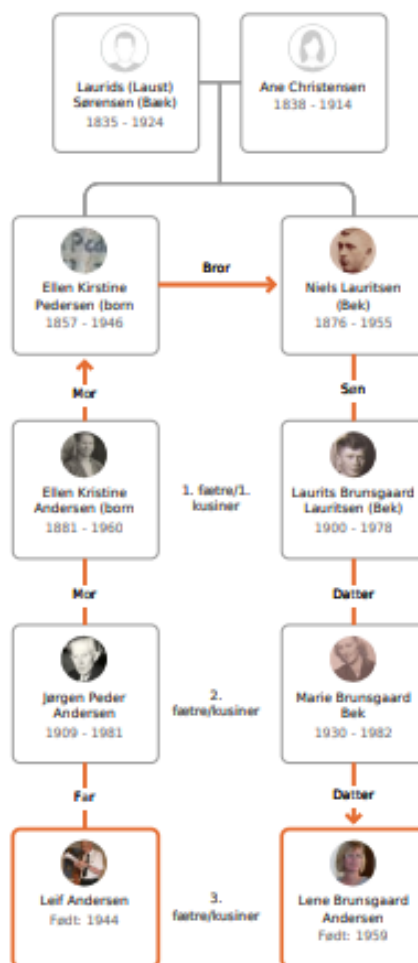 Laurids (Laust)
Sørensen (Bæk)
1835 - 1924
Ane Christensen
1838 - 1914
Ellen Kirstine
Pedersen (born
1857 - 1946
Bror
Niels Lauritsen
(Bek)
1876 - 1955
Mor
Søn
Ellen Kristine
Andersen (born
1881 - 1960
1. fætre/1.
kusiner
Laurits Brunsgaard
Lauritsen (Bek)
1900 - 1978
Mor
Datter
Jørgen Peder
Andersen
1909 - 1981
2.
fætre/kusiner
Marie Brunsgaard
Bek
1930 - 1982
Far
Datter
Leif Andersen
Født: 1944
3.
fætre/kusiner
Lene Brunsgaard
Andersen
Født: 1959